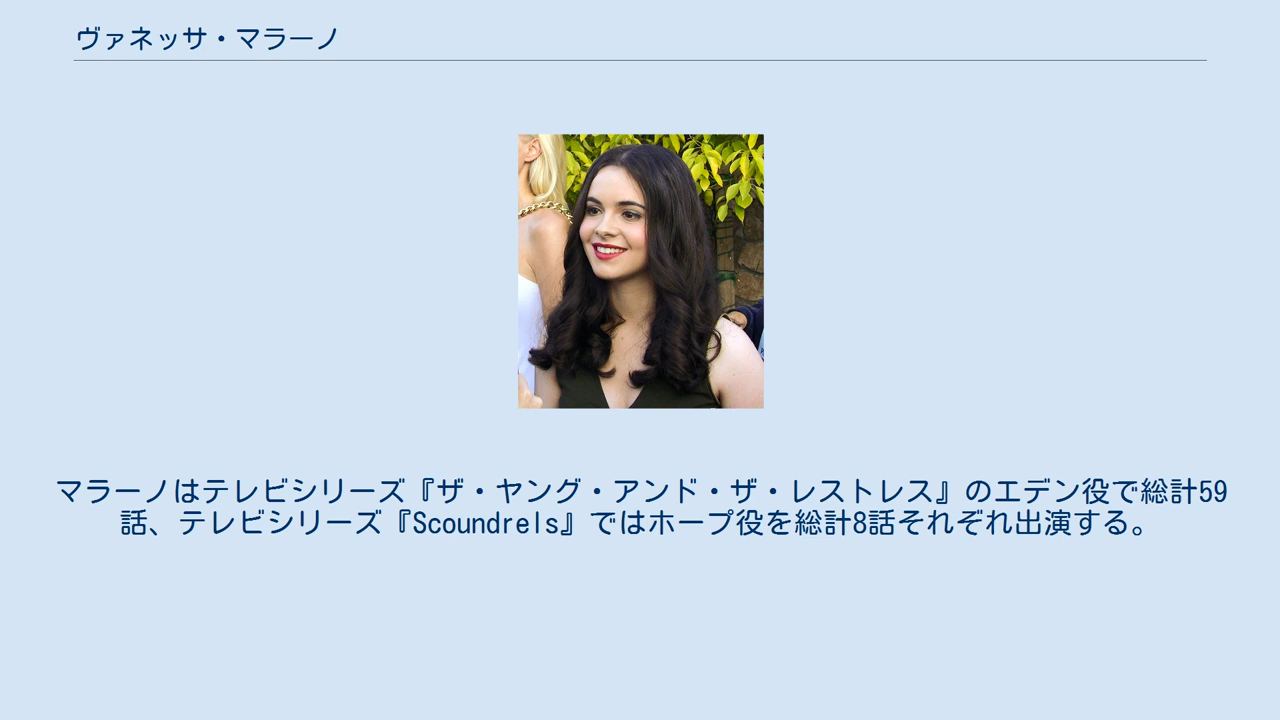 ヴァネッサ・マラーノ
マラーノはテレビシリーズ『ザ・ヤング・アンド・ザ・レストレス』のエデン役で総計59
話、テレビシリーズ『Scoundrels』ではホープ役を総計8話それぞれ出演する。